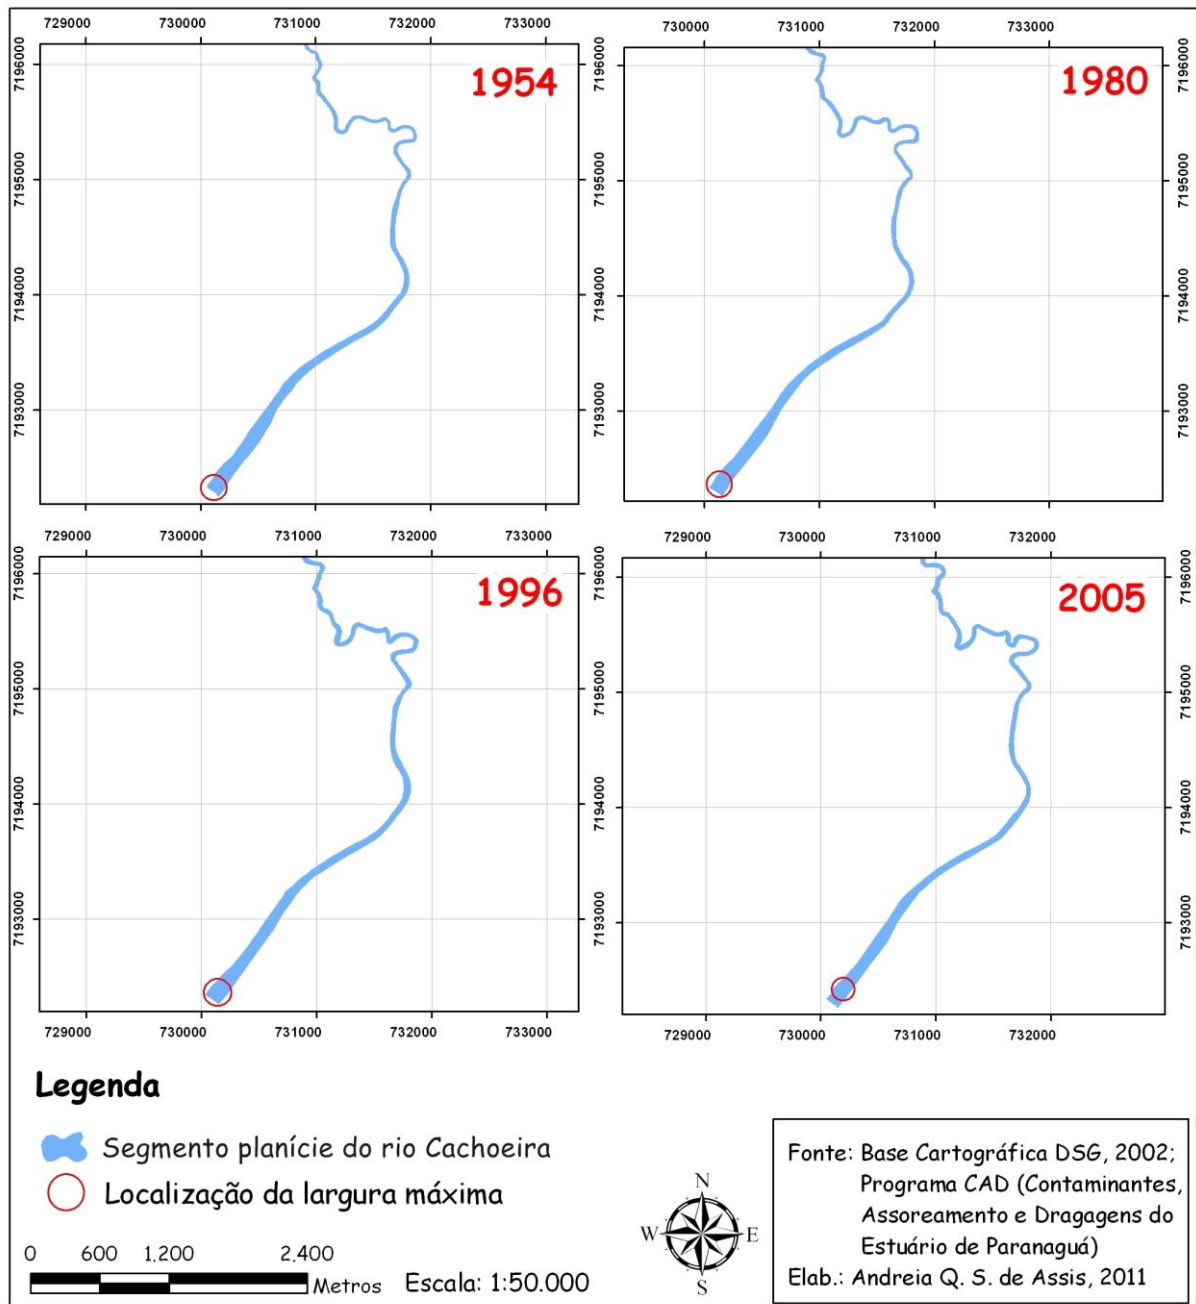 729000 730000 731000 732000 733000
730000 731000 732000 733000
7196000
7196000
7196000
1954
1980
7195000
7195000
7195000
7194000
7194000
7194000
7193000
7193000
7193000
729000 730000 731000 732000 733000
729000 730000 731000 732000
7196000
7196000
7196000
1996
2005
7195000
7195000
7195000
7194000
7194000
7194000
7193000
7193000
7193000
729000 730000 731000 732000 733000
729000 730000 731000 732000
Legenda
Segmento planície do rio Cachoeira
Localização da largura máxima
0 600 1,200 2,400
Metros
Escala: 1:50.000
N
W E
S
Fonte: Base Cartográfica DSG, 2002;
Programa CAD (Contaminantes,
Assoreamento e Dragagens do
Estuário de Paranaguá)
Elab.: Andreia Q. S. de Assis, 2011